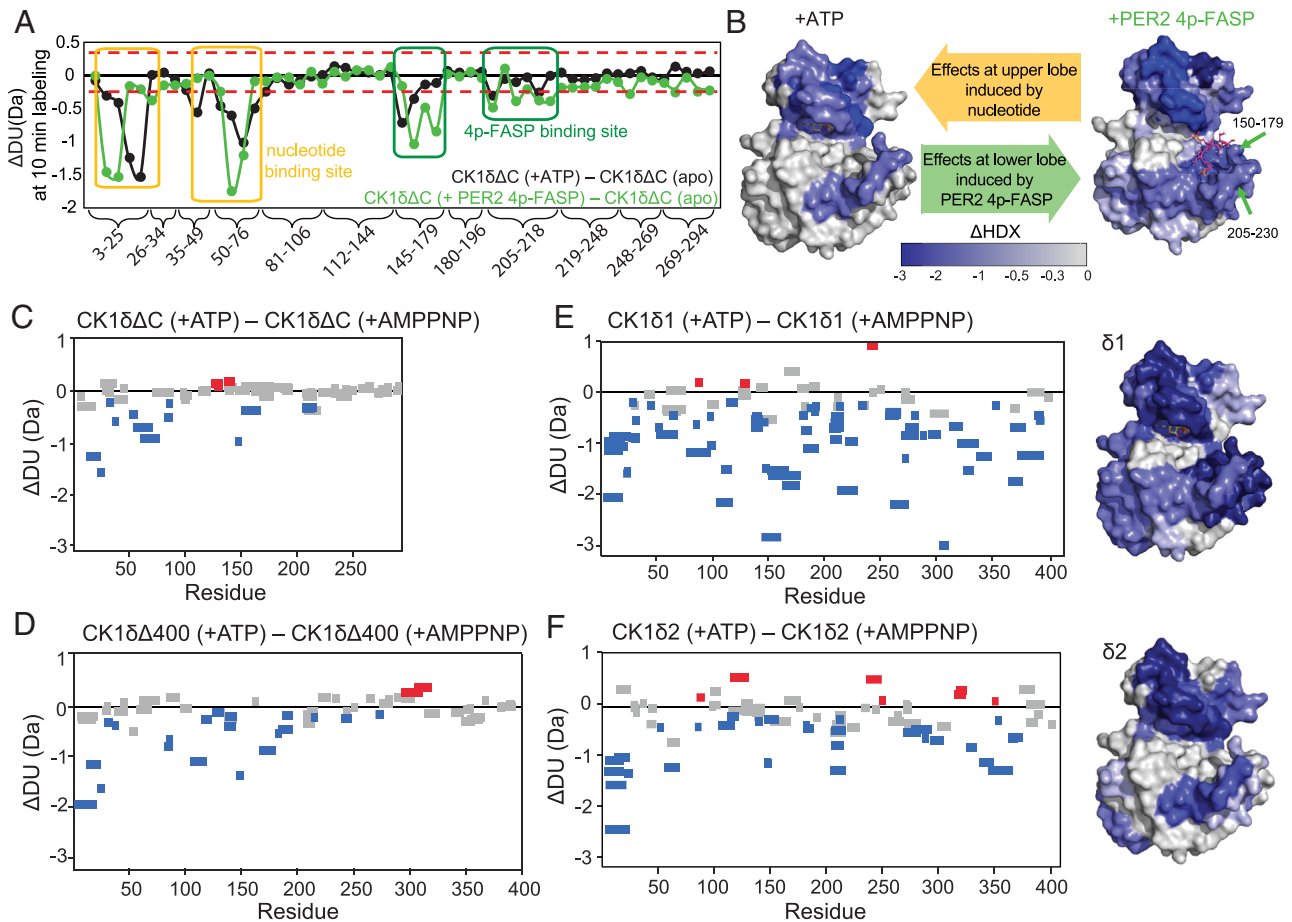 A
0.5
0
-0.5
-1
-1.5
-2
ΔDU(Da)
at 10 min labeling
nucleotide
binding site
4p-FASP binding site
CK1δΔC (+ATP) – CK1δΔC (apo)
CK1δΔC (+ PER2 4p-FASP) – CK1δΔC (apo)
3-25
26-34
35-49
50-76
81-106
112-144
145-179
180-196
205-218
219-248
248-269
269-294
B
+ATP
+PER2 4p-FASP
Effects at upper lobe
induced by
nucleotide
Effects at lower lobe
induced by
PER2 4p-FASP
150-179
205-230
ΔHDX
-3 -2 -1 -0.5 -0.3 0
C
CK1δΔC (+ATP) – CK1δΔC (+AMPPNP)
1
0
-1
-2
-3
ΔDU (Da)
50 100 150 200 250
Residue
E
CK1δ1 (+ATP) – CK1δ1 (+AMPPNP)
1
0
-1
-2
-3
ΔDU (Da)
50 100 150 200 250 300 350 400
Residue
δ1
D
CK1δΔ400 (+ATP) – CK1δΔ400 (+AMPPNP)
1
0
-1
-2
-3
ΔDU (Da)
50 100 150 200 250 300 350 400
Residue
F
CK1δ2 (+ATP) – CK1δ2 (+AMPPNP)
1
0
-1
-2
-3
ΔDU (Da)
50 100 150 200 250 300 350 400
Residue
δ2